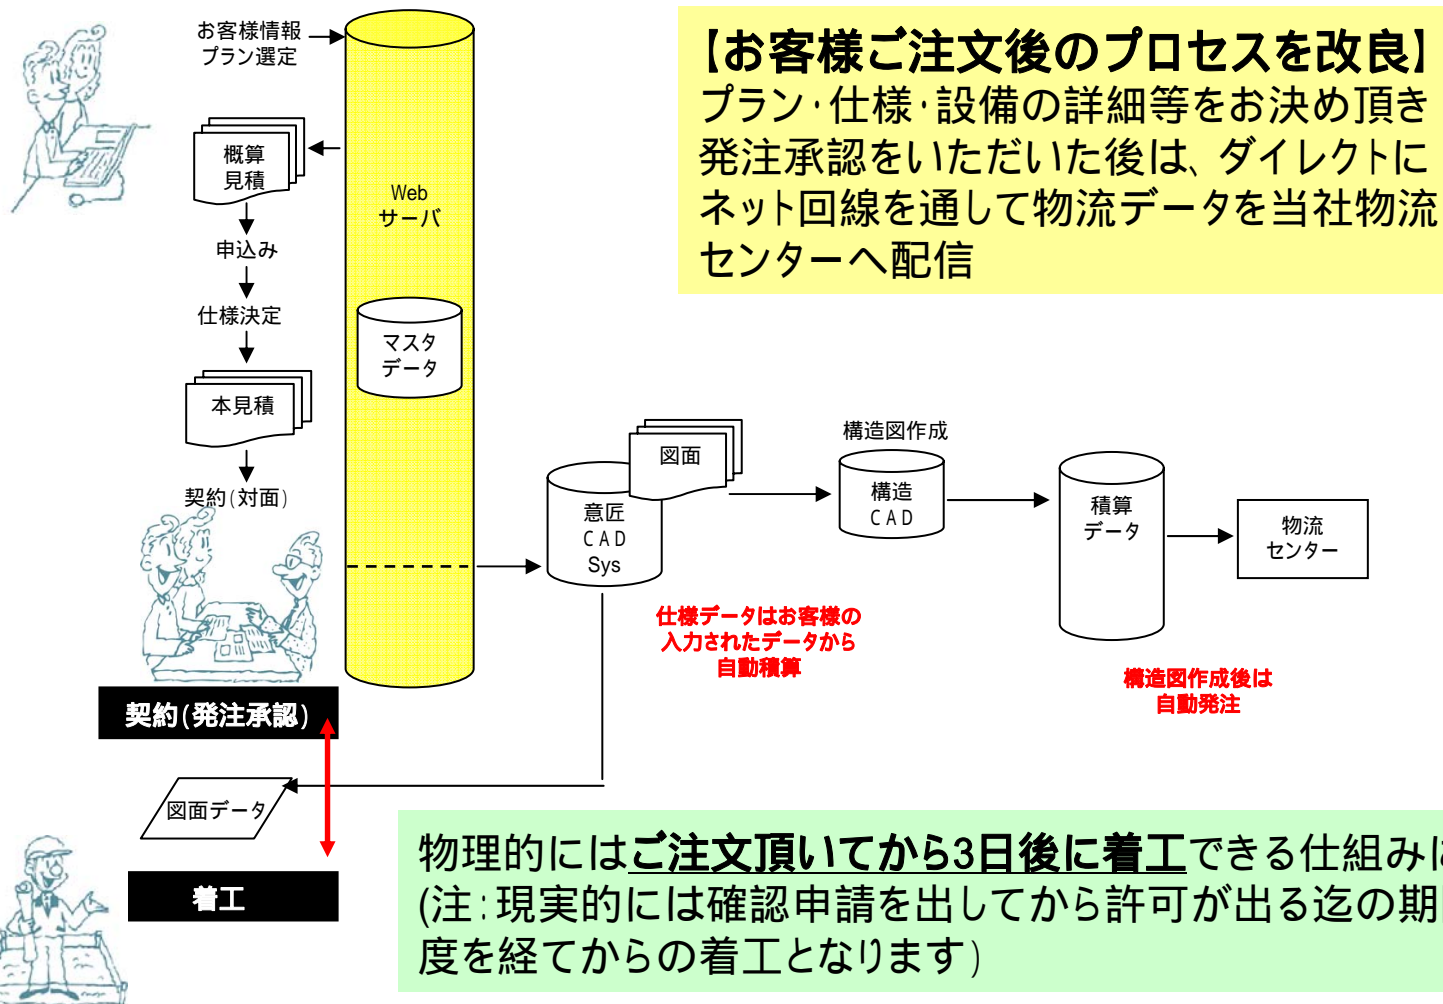 お客様情報
プラン選定
概算
見積
申込み
仕様決定
本見積
契約(対面)
Web
サーバ
マスタ
データ
【お客様ご注文後のプロセスを改良】
プラン・仕様・設備の詳細等をお決め頂き
発注承認をいただいた後は、ダイレクトに
ネット回線を通して物流データを当社物流
センターへ配信
図面
意匠
CAD
Sys
構造図作成
構造
CAD
積算
データ
物流
センター
仕様データはお客様の
入力されたデータから
自動積算
構造図作成後は
自動発注
契約(発注承認)
図面データ
着工
物理的にはご注文頂いてから3日後に着工できる仕組みに
(注:現実的には確認申請を出してから許可が出る迄の期
度を経てからの着工となります)